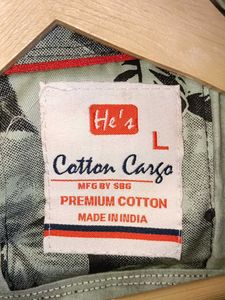 He's
L
Cotton Cargo
MFG BY SBG
PREMIUM COTTON
MADE IN INDIA